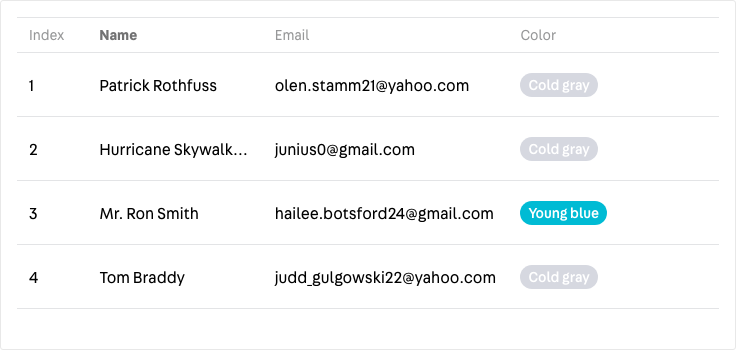 Index Name Email Color
1 Patrick Rothfuss olen.stamm21@yahoo.com Cold gray
2 Hurricane Skywalk... junius0@gmail.com Cold gray
3 Mr. Ron Smith hailee.botsford24@gmail.com Young blue
4 Tom Braddy judd_gulgowski22@yahoo.com Cold gray